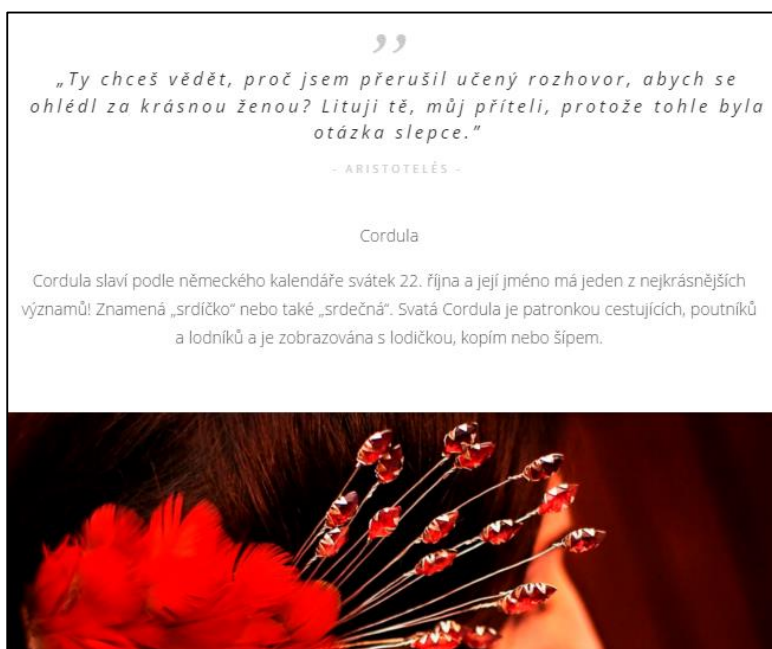 ”
„Ty chceš vědět, proč jsem přerušil učený rozhovor, abych se
ohlédl za krásnou ženou? Lituji tě, můj příteli, protože tohle byla
otázka slepce.”
- ARISTOTELÉS -
Cordula
Cordula slaví podle německého kalendáře svátek 22. října a její jméno má jeden z nejkrásnějších
významů! Znamená „srdíčko“ nebo také „srdečná“. Svatá Cordula je patronkou cestujících, poutníků
a lodníků a je zobrazována s lodičkou, kopím nebo šípem.